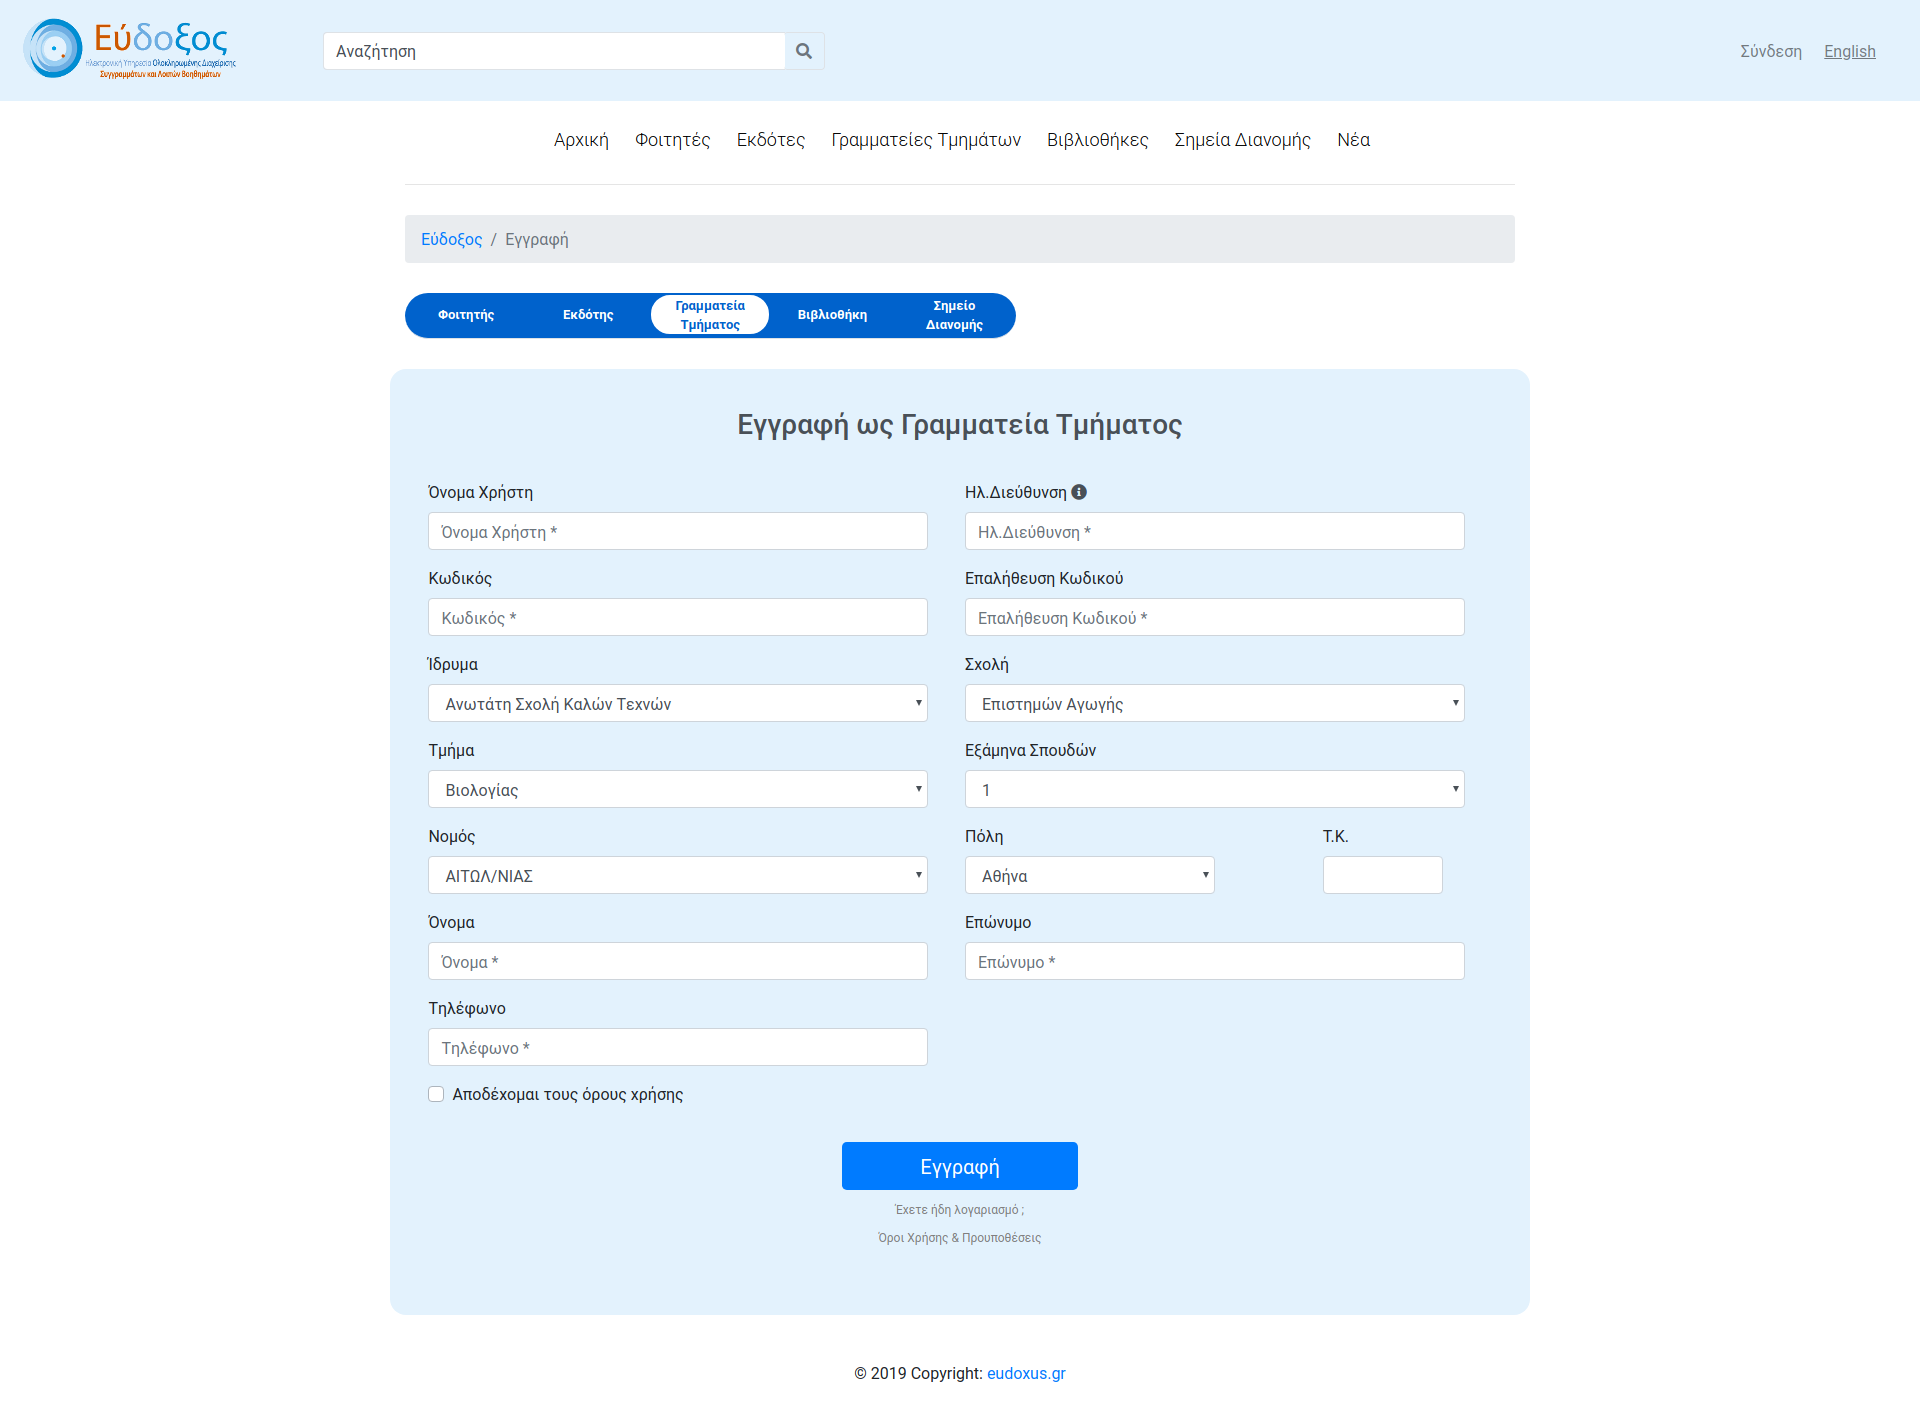 Εύδοξος
Ηλεκτρονική Υπηρεσία Ολοκληρωμένης Διαχείρισης
Συγγραμμάτων και Λοιπών Βοηθημάτων
Αναζήτηση
Σύνδεση English
Αρχική Φοιτητές Εκδότες Γραμματείες Τμημάτων Βιβλιοθήκες Σημεία Διανομής Νέα
Εύδοξος / Εγγραφή
Φοιτητής Εκδότης Γραμματεία Τμήματος Βιβλιοθήκη Σημείο Διανομής
Εγγραφή ως Γραμματεία Τμήματος
Όνομα Χρήστη Ηλ.Διεύθυνση
Όνομα Χρήστη * Ηλ.Διεύθυνση *
Κωδικός Επαλήθευση Κωδικού
Κωδικός * Επαλήθευση Κωδικού *
Ίδρυμα Σχολή
Ανωτάτη Σχολή Καλών Τεχνών Επιστημών Αγωγής
Τμήμα Εξάμηνα Σπουδών
Βιολογίας 1
Νομός Πόλη Τ.Κ.
ΑΙΤΩΛ/ΝΙΑΣ Αθήνα
Όνομα Επώνυμο
Όνομα * Επώνυμο *
Τηλέφωνο
Τηλέφωνο *
Αποδέχομαι τους όρους χρήσης
Εγγραφή
Έχετε ήδη λογαριασμό ;
Όροι Χρήσης & Προυποθέσεις
© 2019 Copyright: eudoxus.gr